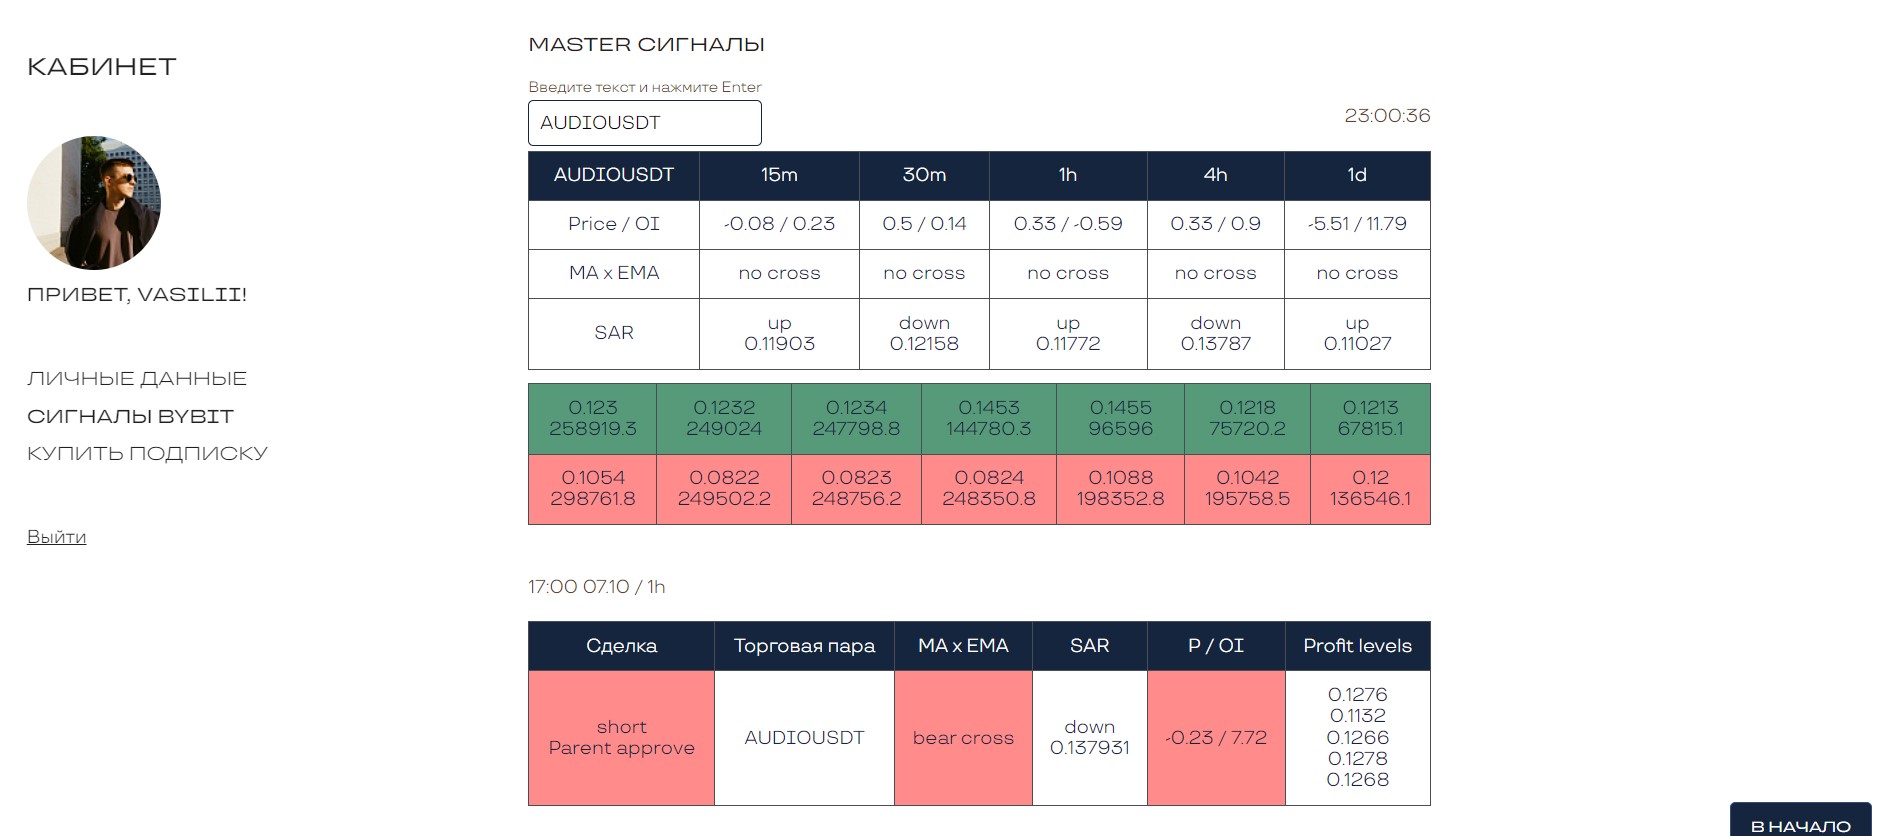 КАБИНЕТ
ПРИВЕТ, VASILII!
ЛИЧНЫЕ ДАННЫЕ
СИГНАЛЫ BYBIT
КУПИТЬ ПОДПИСКУ
Выйти
MASTER СИГНАЛЫ
Введите текст и нажмите Enter
AUDIOUSDT
23:00:36
AUDIOUSDT 15m 30m 1h 4h 1d
Price / OI -0.08 / 0.23 0.5 / 0.14 0.33 / -0.59 0.33 / 0.9 -5.51 / 11.79
MA x EMA no cross no cross no cross no cross no cross
SAR up down up down up
0.11903 0.12158 0.11772 0.13787 0.11027
0.123 0.1232 0.1234 0.1453 0.1455 0.1218 0.1213
258919.3 249024 247798.8 144780.3 96596 75720.2 67815.1
0.1054 0.0822 0.0823 0.0824 0.1088 0.1042 0.12
298761.8 249502.2 248756.2 248350.8 198352.8 195758.5 136546.1
17:00 07.10 / 1h
Сделка Торговая пара MA x EMA SAR P / OI Profit levels
short
Parent approve
AUDIOUSDT
bear cross
down
0.137931
-0.23 / 7.72
0.1276
0.1132
0.1266
0.1278
0.1268
В НАЧАЛО